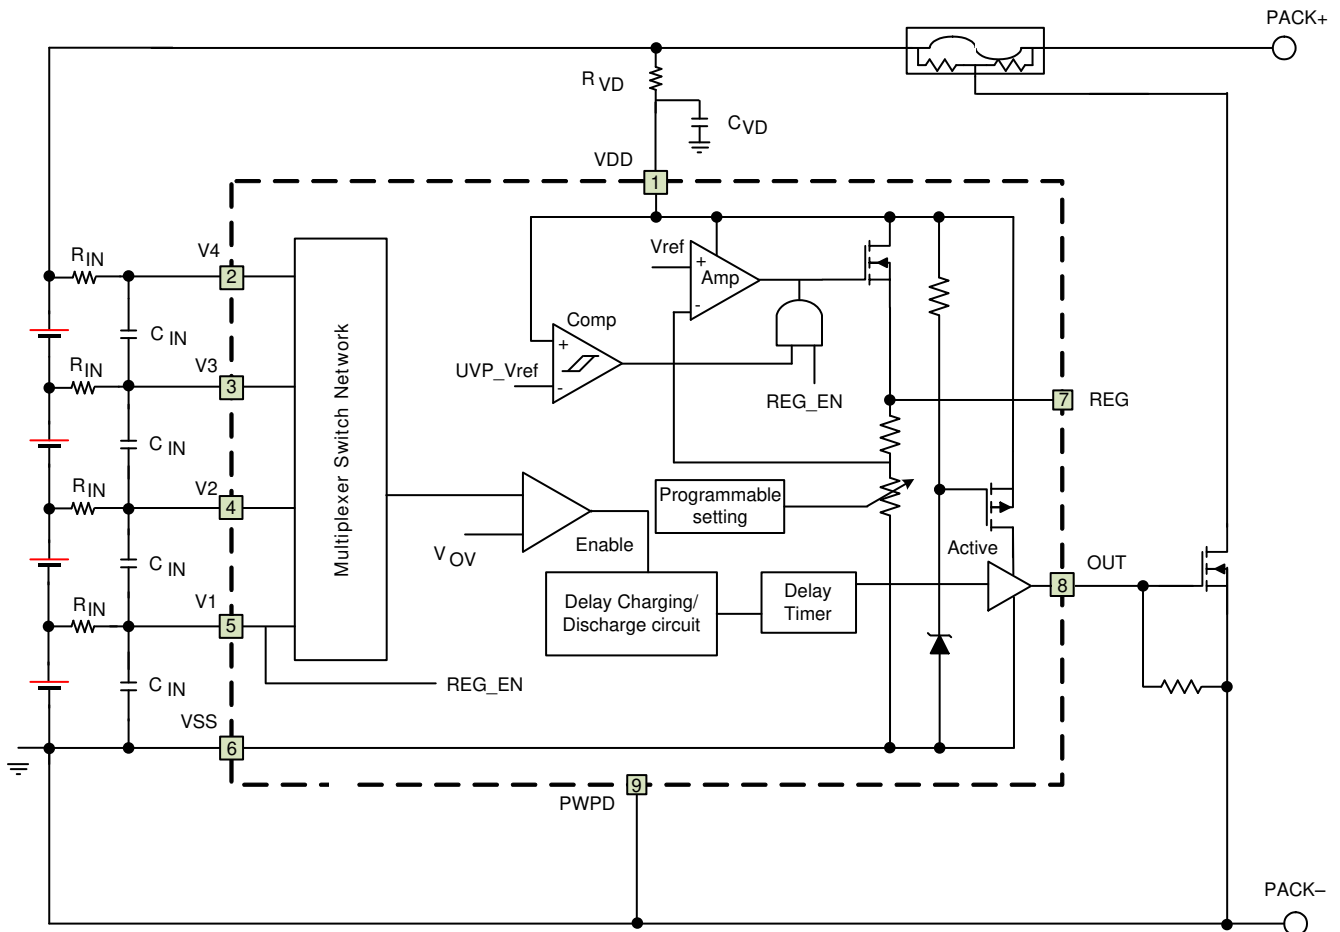 PACK+
R VD
C VD
VDD
1
R IN
V4
2
Vref
+
Amp
-
C IN
Comp
+
-
UVP_Vref
R IN
V3
3
REG_EN
7
REG
Multiplexer Switch Network
C IN
R IN
V2
4
Programmable
setting
V OV
Enable
Active
OUT
8
C IN
Delay Charging/
Discharge circuit
Delay
Timer
R IN
V1
5
C IN
REG_EN
VSS
6
9
PWPD
PACK–